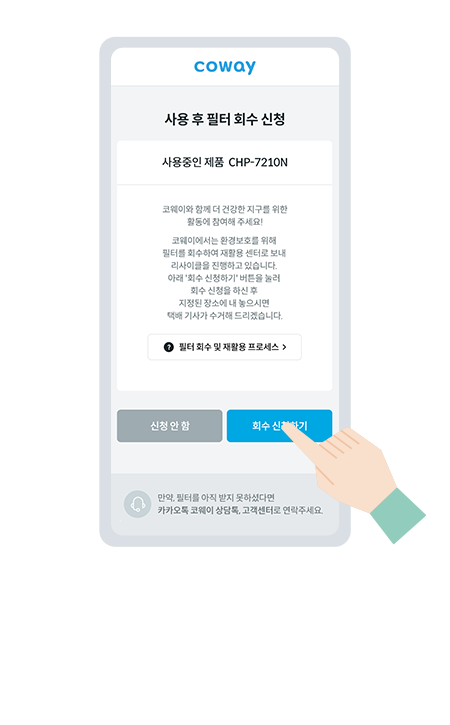 coway
사용 후 필터 회수 신청
사용중인 제품 CHP-7210N
코웨이와 함께 더 건강한 지구를 위한
활동에 참여해 주세요!
코웨이에서는 환경보호를 위해
필터를 회수하여 재활용 센터로 보내
리사이클을 진행하고 있습니다.
아래 '회수 신청하기' 버튼을 눌러
회수 신청을 하신 후
지정된 장소에 내 놓으시면
택배 기사가 수거해 드리겠습니다.
? 필터 회수 및 재활용 프로세스 >
신청 안 함
회수 신청하기
만약, 필터를 아직 받지 못하셨다면
카카오톡 코웨이 상담톡, 고객센터로 연락주세요.